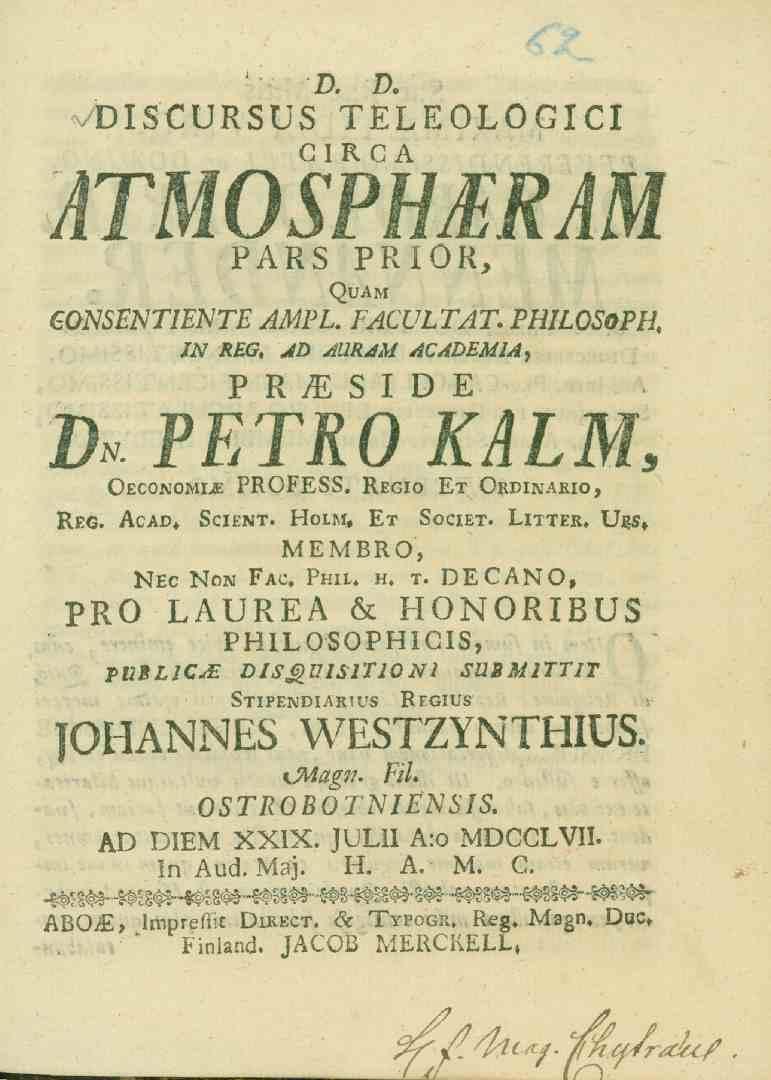 62
D. D.
DISCURSUS TELEOLOGICI
CIRCA
ATMOSPHÆRAM
PARS PRIOR,
QUAM
CONSENTIENTE AMPL. FACULTAT. PHILOSOPH.
IN REG. AD AURAM ACADEMIA,
PRÆSIDE
DN. PETRO KALM,
OECONOMIÆ PROFESS. REGIO ET ORDINARIO,
REG. ACAD. SCIENT. HOLM. ET SOCIET. LITTER. UPS.
MEMBRO,
NEC NON FAC. PHIL. H. T. DECANO,
PRO LAUREA & HONORIBUS
PHILOSOPHICIS,
PUBLICÆ DISQUISITIONI SUBMITTIT
STIPENDIARIUS REGIUS
JOHANNES WESTZYNTHIUS.
Magn. Fil.
OSTROBOTNIENSIS.
AD DIEM XXIX. JULII A:o MDCCLVII.
In Aud. Maj. H. A. M. C.
ABOÆ, Impressit DIRECT. & TYPOGR. Reg. Magn. Duc.
Finland. JACOB MERCKELL.
Mag. Chytraeus.